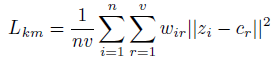 L_{km} = \frac{1}{nv} \sum_{i=1}^{n} \sum_{r=1}^{v} w_{ir} ||z_i - c_r||^2